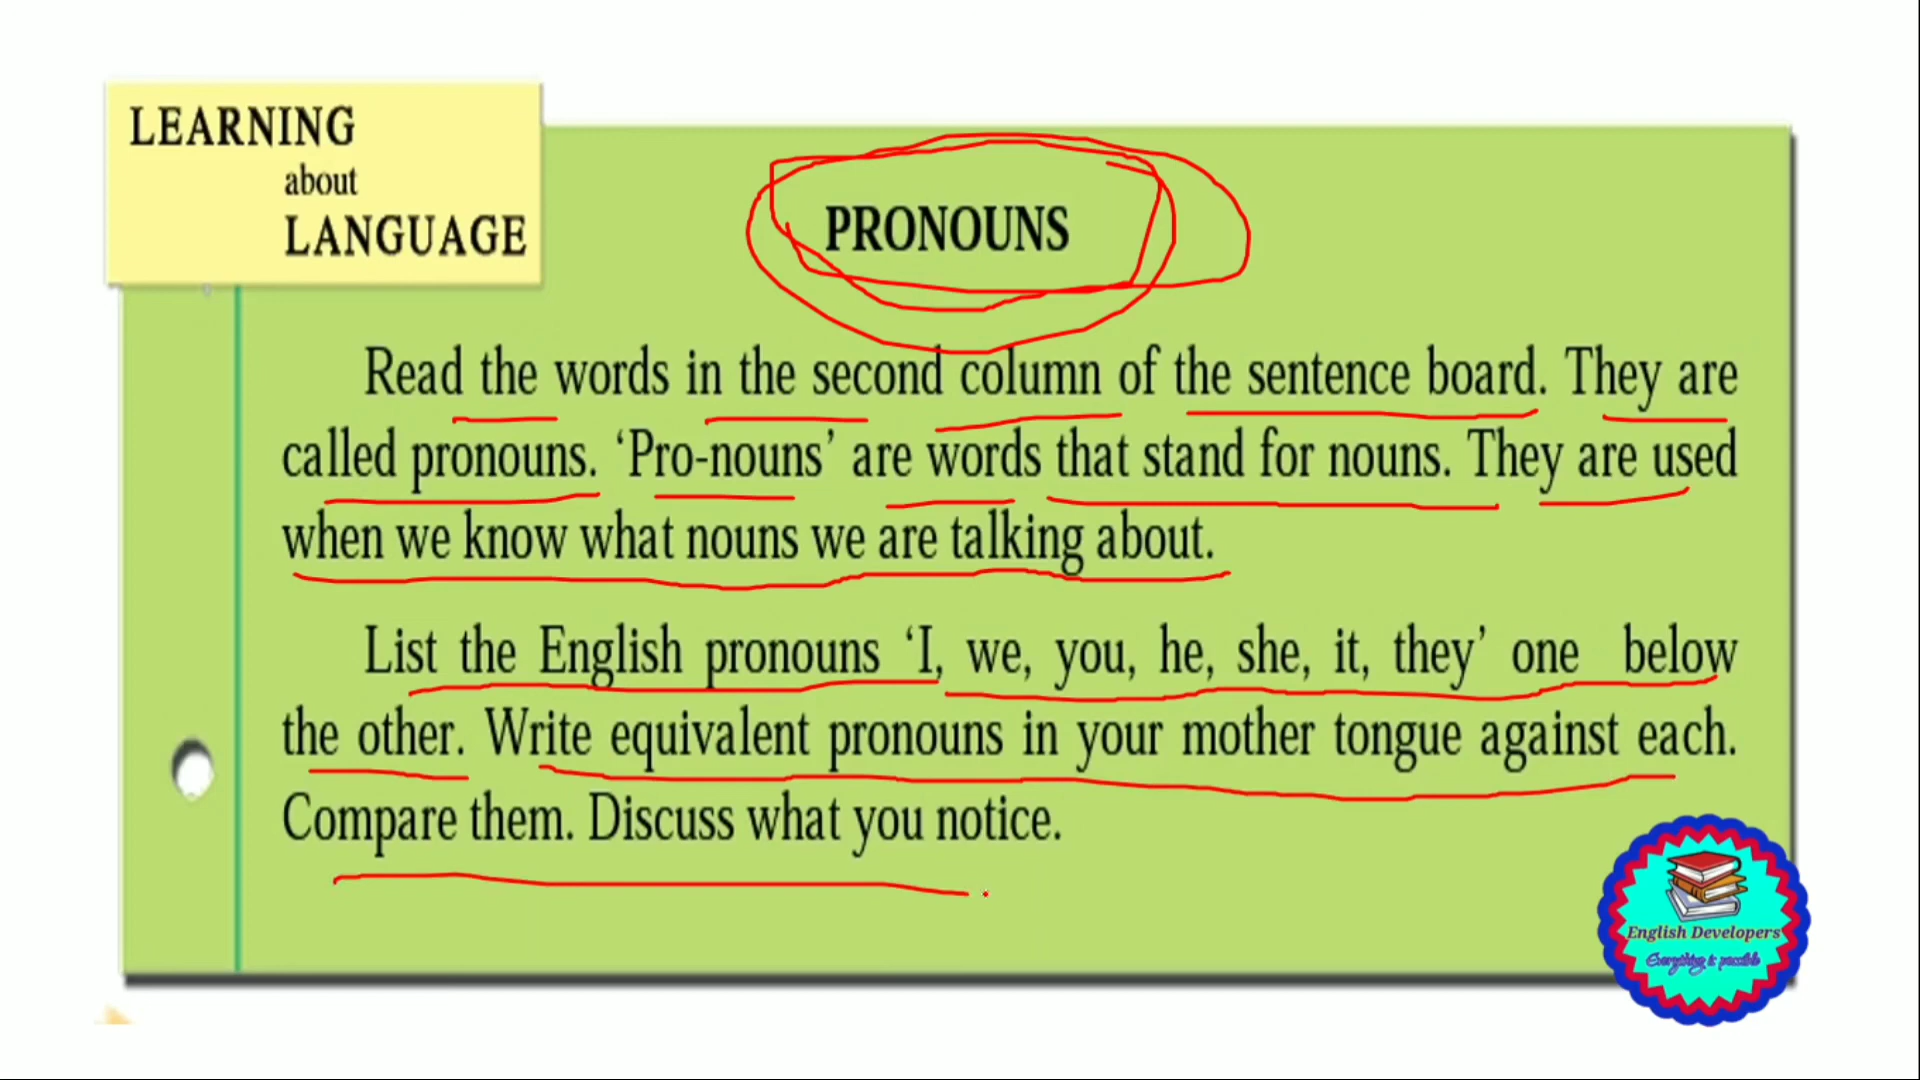 LEARNING
about
LANGUAGE
PRONOUNS
Read the words in the second column of the sentence board. They are
called pronouns. ‘Pro-nouns’ are words that stand for nouns. They are used
when we know what nouns we are talking about.
List the English pronouns ‘I, we, you, he, she, it, they’ one below
the other. Write equivalent pronouns in your mother tongue against each.
Compare them. Discuss what you notice.
English Developers
Everything is possible